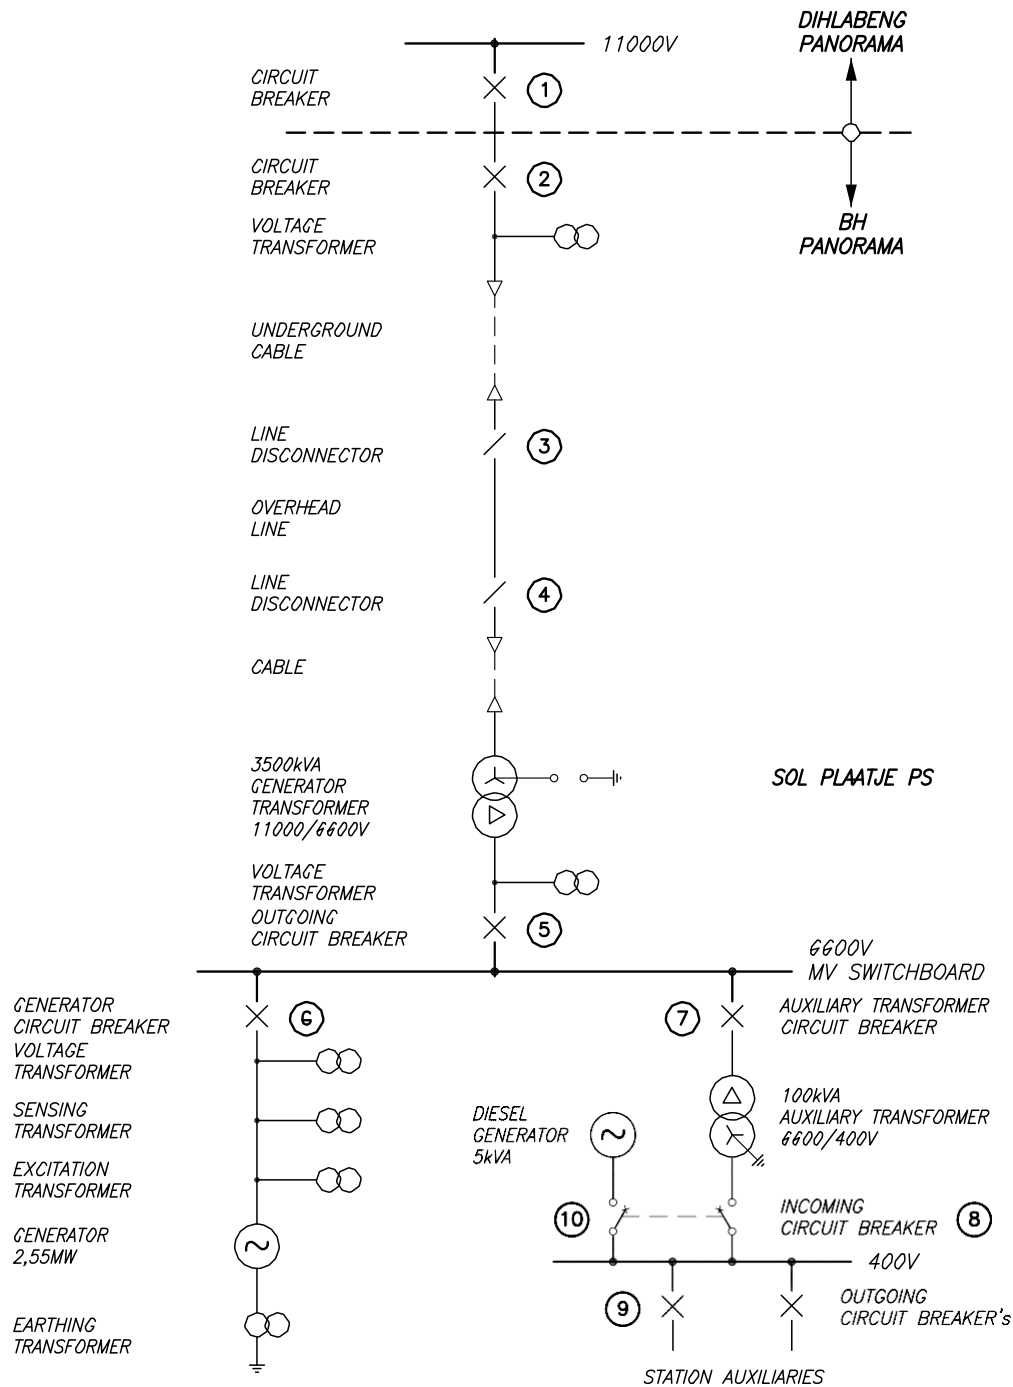 DIHLABENG
PANORAMA
11000V
CIRCUIT
BREAKER
1
CIRCUIT
BREAKER
2
VOLTAGE
TRANSFORMER
BH
PANORAMA
UNDERGROUND
CABLE
LINE
DISCONNECTOR
3
OVERHEAD
LINE
LINE
DISCONNECTOR
4
CABLE
3500kVA
GENERATOR
TRANSFORMER
11000/6600V
SOL PLAATJE PS
VOLTAGE
TRANSFORMER
OUTGOING
CIRCUIT BREAKER
5
6600V
MV SWITCHBOARD
GENERATOR
CIRCUIT BREAKER
6
7
AUXILIARY TRANSFORMER
CIRCUIT BREAKER
VOLTAGE
TRANSFORMER
SENSING
TRANSFORMER
DIESEL
GENERATOR
5kVA
100kVA
AUXILIARY TRANSFORMER
6600/400V
EXCITATION
TRANSFORMER
10
INCOMING
CIRCUIT BREAKER
8
GENERATOR
2,55MW
400V
9
OUTGOING
CIRCUIT BREAKER's
EARTHING
TRANSFORMER
STATION AUXILIARIES